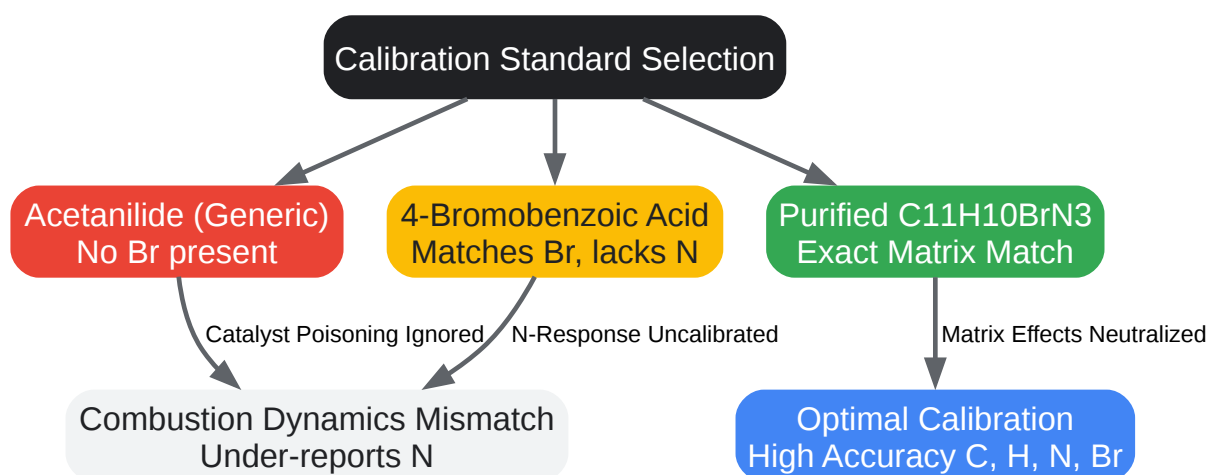 Calibration Standard Selection
Acetanilide (Generic)
No Br present
4-Bromobenzoic Acid
Matches Br, lacks N
Purified C11H10BrN3
Exact Matrix Match
Catalyst Poisoning Ignored
N-Response Uncalibrated
Matrix Effects Neutralized
Combustion Dynamics Mismatch
Under-reports N
Optimal Calibration
High Accuracy C, H, N, Br